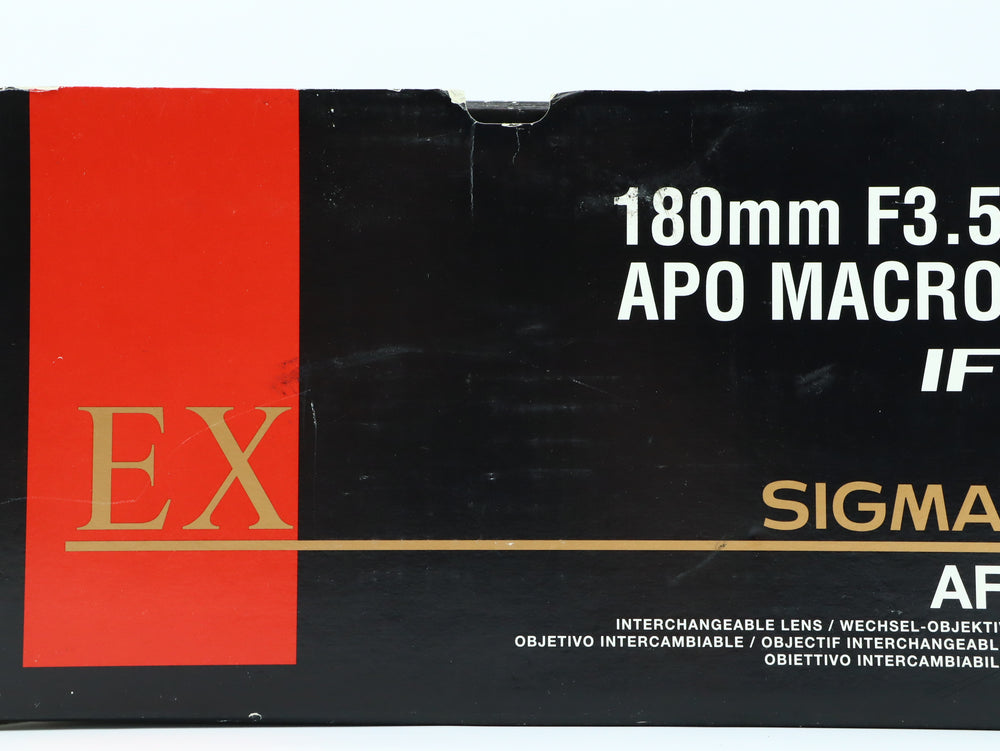 180mm F3.5
APO MACRO
IF
EX
SIGMA
AF
INTERCHANGEABLE LENS / WECHSEL-OBJEKTIV
OBJETIVO INTERCAMBIABLE / OBJECTIF INTERCHANGEABLE
OBIETTIVO INTERCAMBIABIL